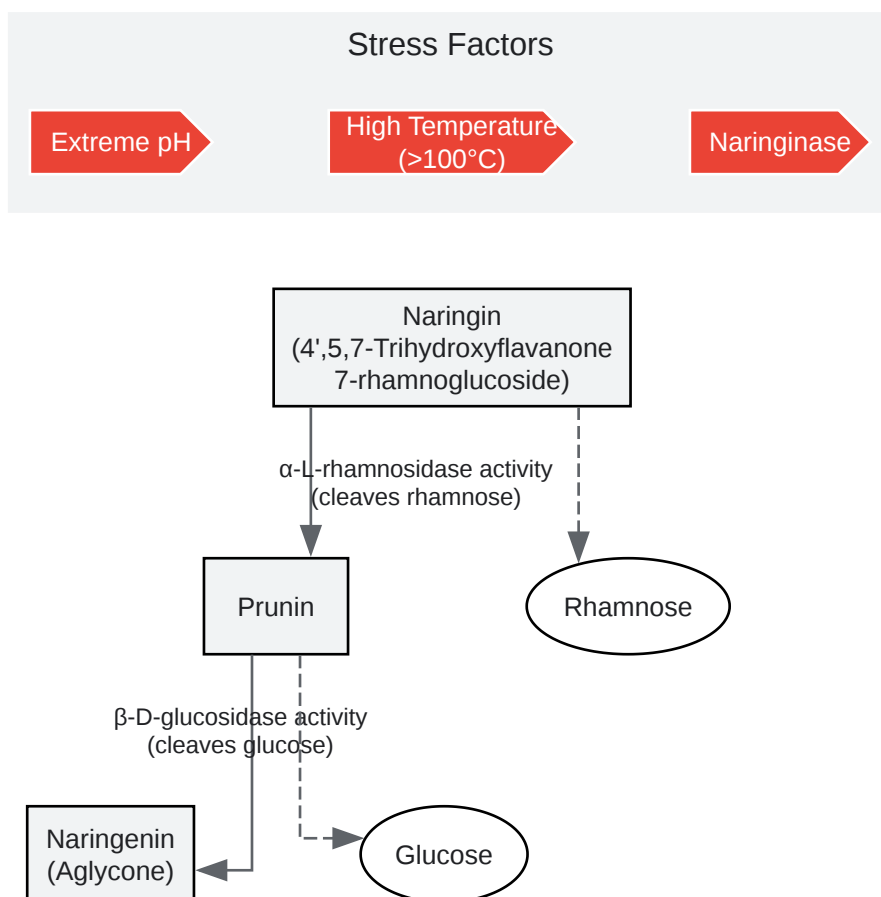 Stress Factors
Extreme pH
High Temperature
(>100°C)
Naringinase
Naringin
(4',5,7-Trihydroxyflavanone
7-rhamnoglucoside)
α-L-rhamnosidase activity
(cleaves rhamnose)
Prunin
Rhamnose
β-D-glucosidase activity
(cleaves glucose)
Naringenin
(Aglycone)
Glucose